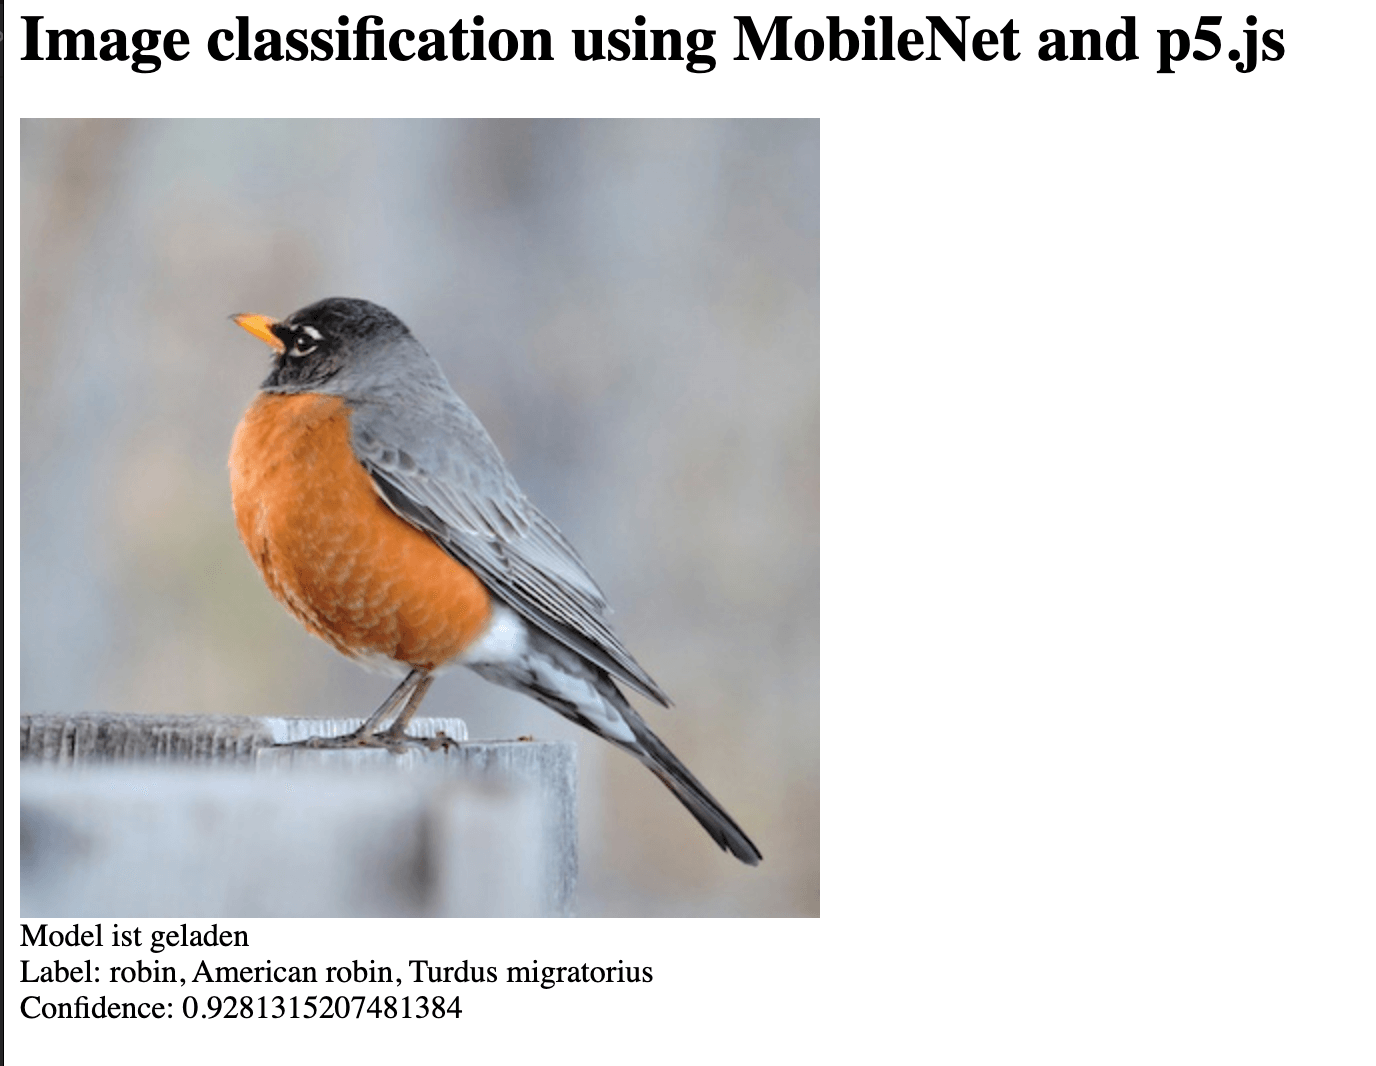 Image classification using MobileNet and p5.js
Model ist geladen
Label: robin, American robin, Turdus migratorius
Confidence: 0.9281315207481384